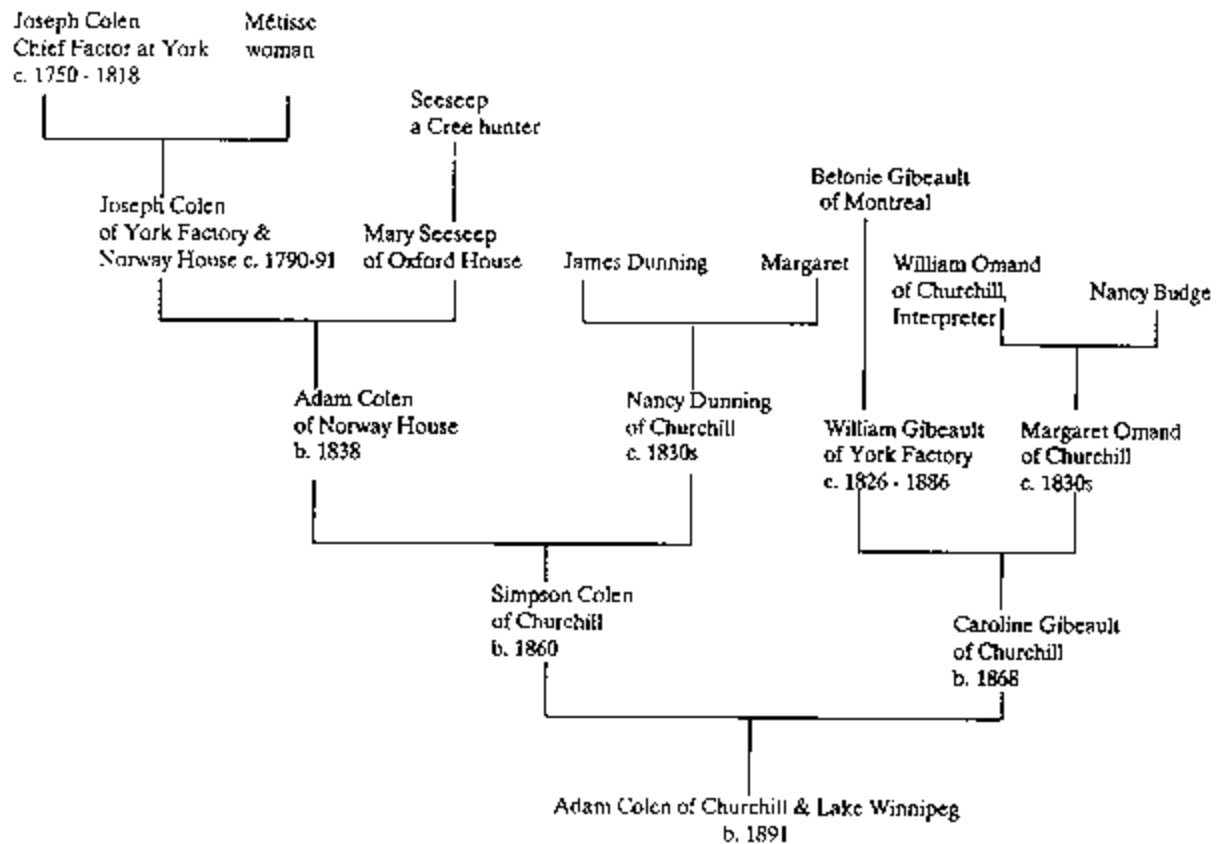 Joseph Colen
Chief Factor at York
c. 1750 - 1818
Métisse
woman
Seeseep
a Cree hunter
Joseph Colen
of York Factory &
Norway House c. 1790-91
Mary Seeseep
of Oxford House
James Dunning
Margaret
Betonie Gibeault
of Montreal
William Omand
of Churchill,
Interpreter
Nancy Budge
Adam Colen
of Norway House
b. 1838
Nancy Dunning
of Churchill
c. 1830s
William Gibeault
of York Factory
c. 1826 - 1886
Margaret Omand
of Churchill
c. 1830s
Simpson Colen
of Churchill
b. 1860
Caroline Gibeault
of Churchill
b. 1868
Adam Colen of Churchill & Lake Winnipeg
b. 1891